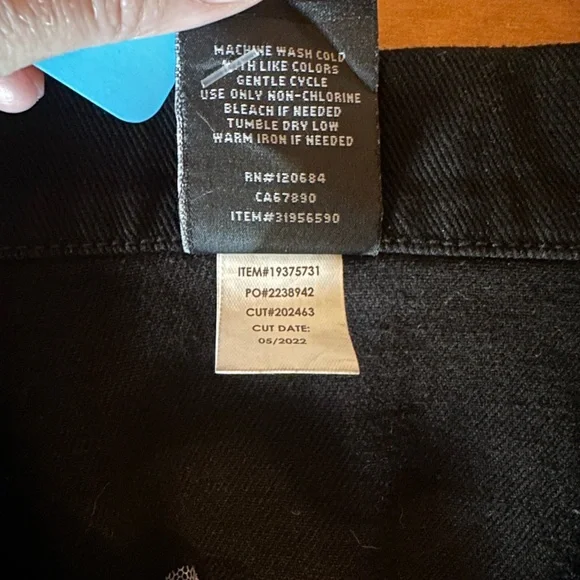 MACHINE WASH COLD
WITH LIKE COLORS
GENTLE CYCLE
USE ONLY NON-CHLORINE
BLEACH IF NEEDED
TUMBLE DRY LOW
WARM IRON IF NEEDED
RN#120684
CA67890
ITEM#31956590
ITEM#19375731
PO#2238942
CUT#202463
CUT DATE:
05/2022